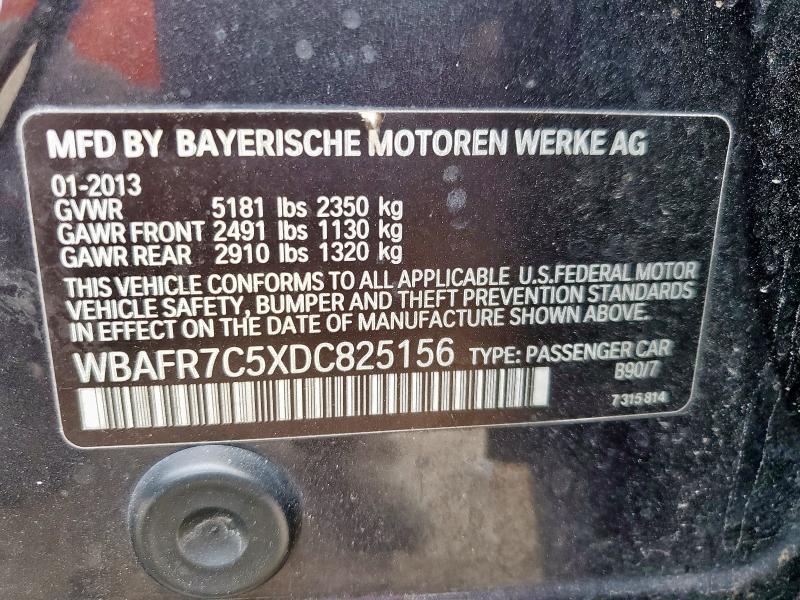 MFD BY BAYERISCHE MOTOREN WERKE AG
01-2013
GVWR 5181 lbs 2350 kg
GAWR FRONT 2491 lbs 1130 kg
GAWR REAR 2910 lbs 1320 kg
THIS VEHICLE CONFORMS TO ALL APPLICABLE U.S.FEDERAL MOTOR
VEHICLE SAFETY, BUMPER AND THEFT PREVENTION STANDARDS
IN EFFECT ON THE DATE OF MANUFACTURE SHOWN ABOVE.
WBAFR7C5XDC825156 TYPE: PASSENGER CAR
B90/7
7 315 814